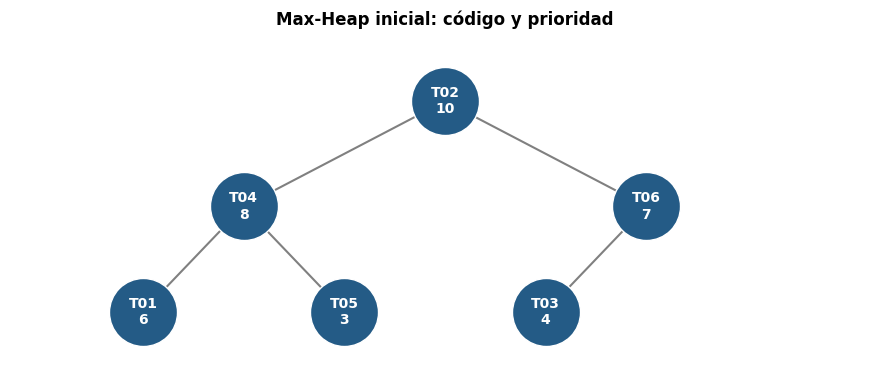 Max-Heap inicial: código y prioridad
T02
10
T04
8
T06
7
T01
6
T05
3
T03
4